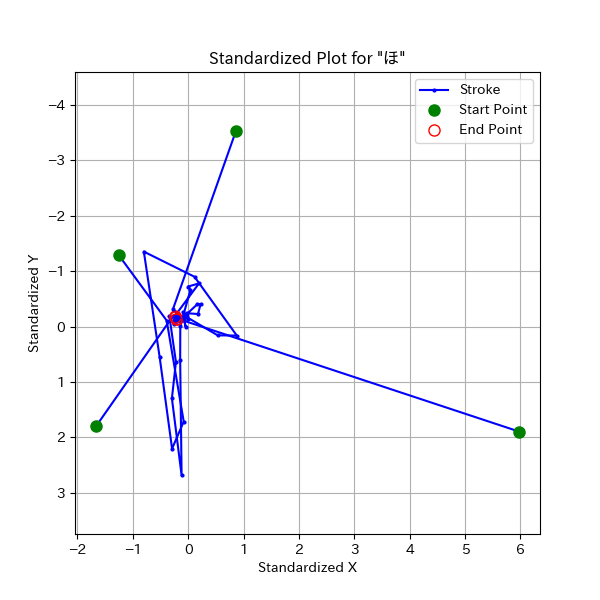 Standardized Plot for "ほ"
Stroke
Start Point
End Point
Standardized Y
−4
−3
−2
−1
0
1
2
3
−2 −1 0 1 2 3 4 5 6
Standardized X